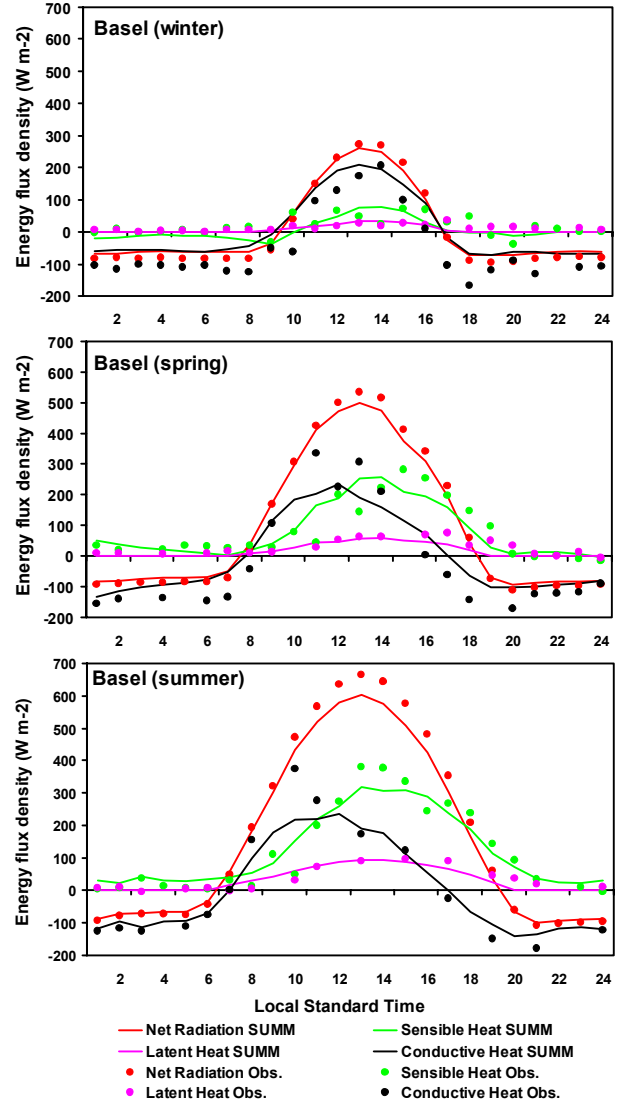 Basel (winter)
Energy flux density (W m-2)
700
600
500
400
300
200
100
0
-100
-200
2 4 6 8 10 12 14 16 18 20 22 24
Basel (spring)
Energy flux density (W m-2)
700
600
500
400
300
200
100
0
-100
-200
2 4 6 8 10 12 14 16 18 20 22 24
Basel (summer)
Energy flux density (W m-2)
700
600
500
400
300
200
100
0
-100
-200
2 4 6 8 10 12 14 16 18 20 22 24
Local Standard Time
Net Radiation SUMM Sensible Heat SUMM
Latent Heat SUMM Conductive Heat SUMM
Net Radiation Obs. Sensible Heat Obs.
Latent Heat Obs. Conductive Heat Obs.